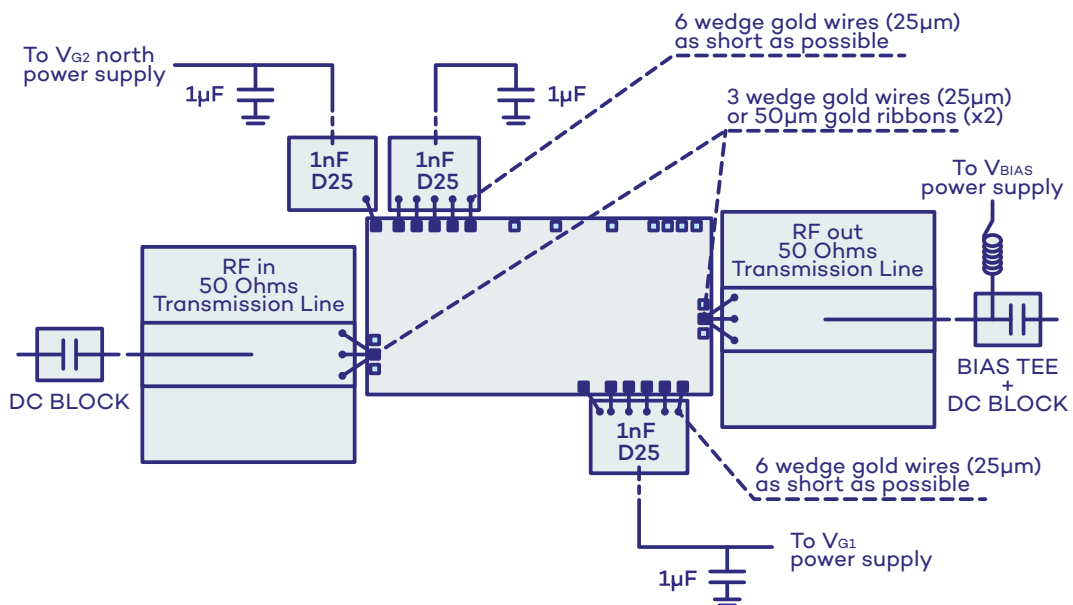 6 wedge gold wires (25µm)
as short as possible
To VG2 north
power supply
1µF
1µF
3 wedge gold wires (25µm)
or 50µm gold ribbons (x2)
1nF
D25
1nF
D25
To VBIAS
power supply
RF in
50 Ohms
Transmission Line
RF out
50 Ohms
Transmission Line
DC BLOCK
BIAS TEE
+
DC BLOCK
1nF
D25
6 wedge gold wires (25µm)
as short as possible
To VG1
power supply
1µF